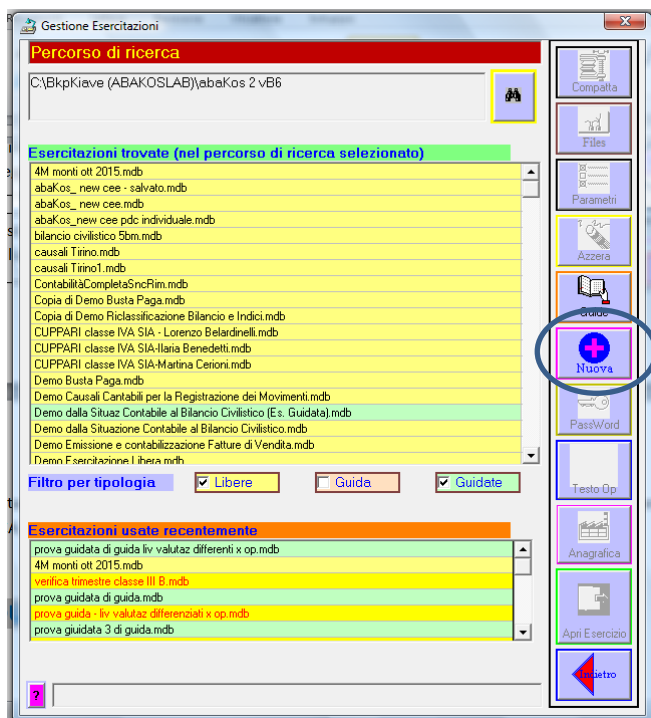 Gestione Esercitazioni
Percorso di ricerca
C:\BkpKiave (ABAKOSLAB)\abaKos 2 vB6
Esercitazioni trovate (nel percorso di ricerca selezionato)
4M monti ott 2015.mdb
abaKos_ new cee - salvato.mdb
abaKos_ new cee.mdb
abaKos_new cee pdc individuale.mdb
bilancio civilistico 5bm.mdb
causali Tirino.mdb
causali Tirino1.mdb
ContabilitàCompletaSncRim.mdb
Copia di Demo Busta Paga.mdb
Copia di Demo Riclassificazione Bilancio e Indici.mdb
CUPPARI classe IVA SIA - Lorenzo Belardinelli.mdb
CUPPARI classe IVA SIA-Ilaria Benedetti.mdb
CUPPARI classe IVA SIA-Martina Cerioni.mdb
Demo Busta Paga.mdb
Demo Causali Cantabili per la Registrazione dei Movimenti.mdb
Demo dalla Situaz Contabile al Bilancio Civilistico (Es. Guidata).mdb
Demo dalla Situazione Contabile al Bilancio Civilistico.mdb
Demo Emissione e contabilizzazione Fatture di Vendita.mdb
Demo Esercitazione Libera.mdb
Filtro per tipologia
Libere
Guida
Guidate
Esercitazioni usate recentemente
prova guidata di guida liv valutaz differenti x op.mdb
4M monti ott 2015.mdb
verifica trimestre classe III B.mdb
prova guidata di guida.mdb
prova guida - liv valutaz differenziati x op.mdb
prova giuidata 3 di guida.mdb
?
Compatta
Files
Parametri
Azzera
Guide
Nuova
PassWord
Testo Op
Anagrafica
Apri Esercizio
Indietro